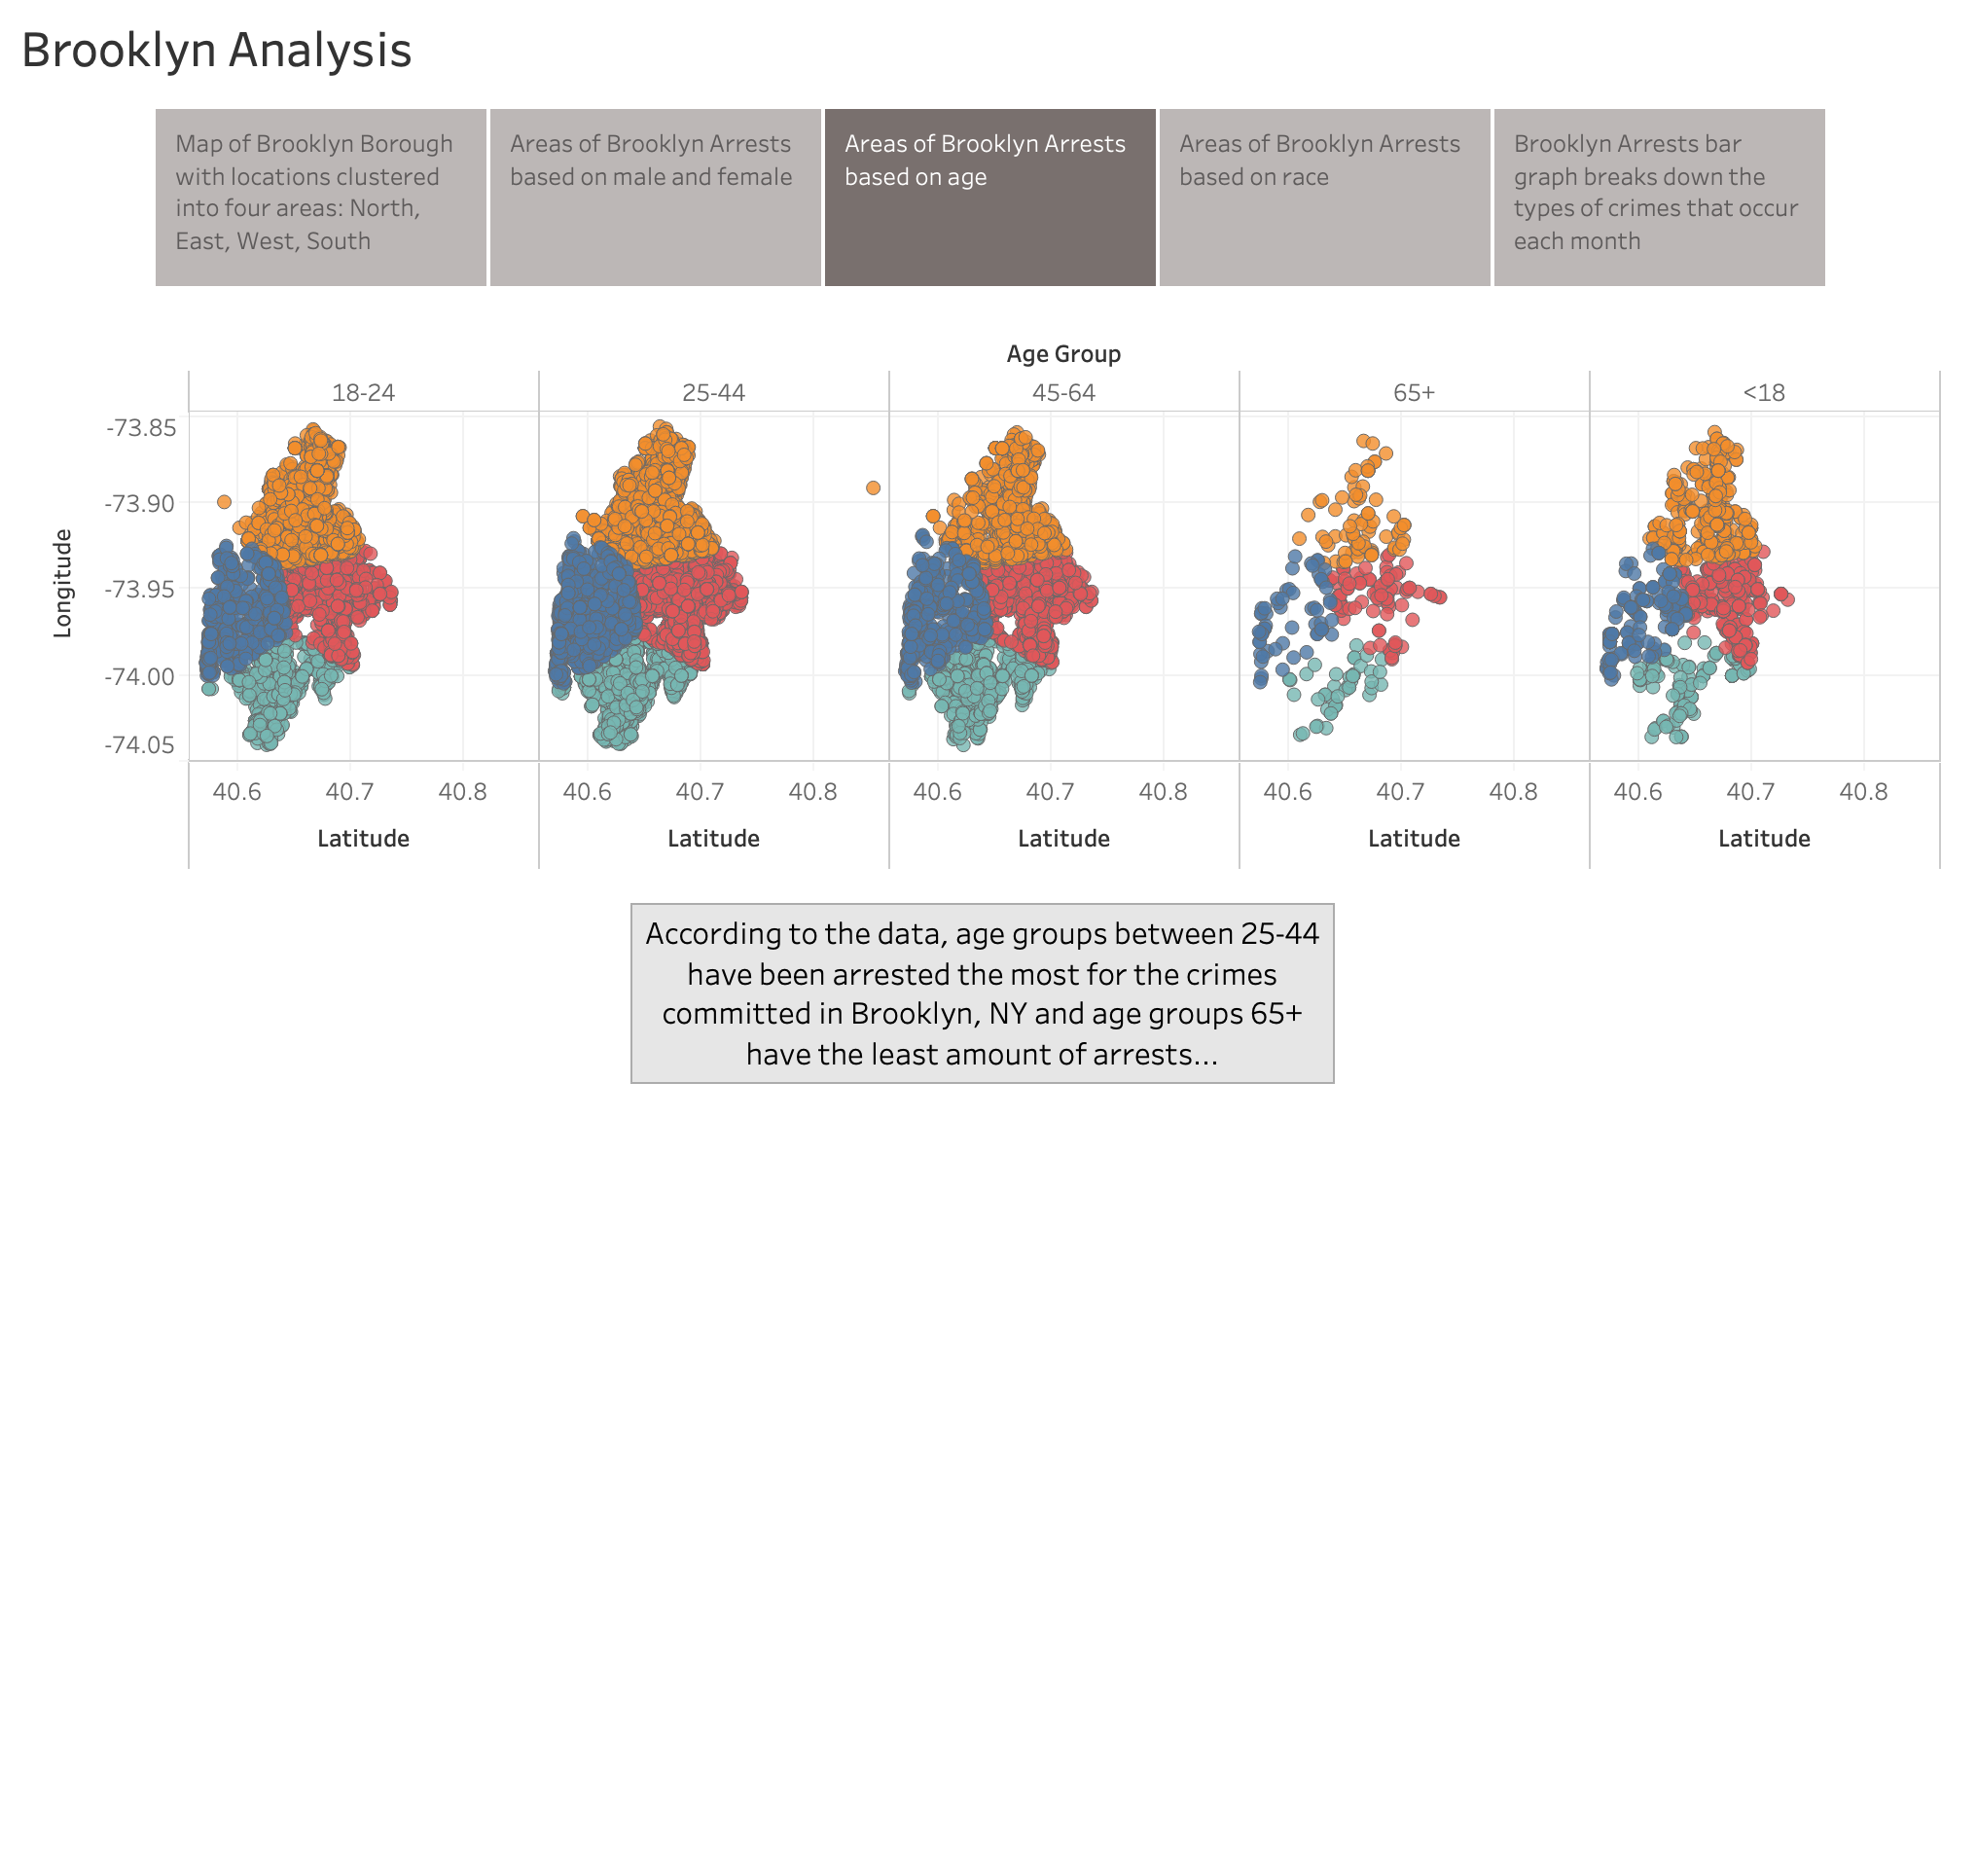 Brooklyn Analysis
Map of Brooklyn Borough
with locations clustered
into four areas: North,
East, West, South
Areas of Brooklyn Arrests
based on male and female
Areas of Brooklyn Arrests
based on age
Areas of Brooklyn Arrests
based on race
Brooklyn Arrests bar
graph breaks down the
types of crimes that occur
each month
Age Group
18-24
25-44
45-64
65+
<18
Longitude
-73.85
-73.90
-73.95
-74.00
-74.05
40.6
40.7
40.8
40.6
40.7
40.8
40.6
40.7
40.8
40.6
40.7
40.8
40.6
40.7
40.8
Latitude
Latitude
Latitude
Latitude
Latitude
According to the data, age groups between 25-44
have been arrested the most for the crimes
committed in Brooklyn, NY and age groups 65+
have the least amount of arrests...